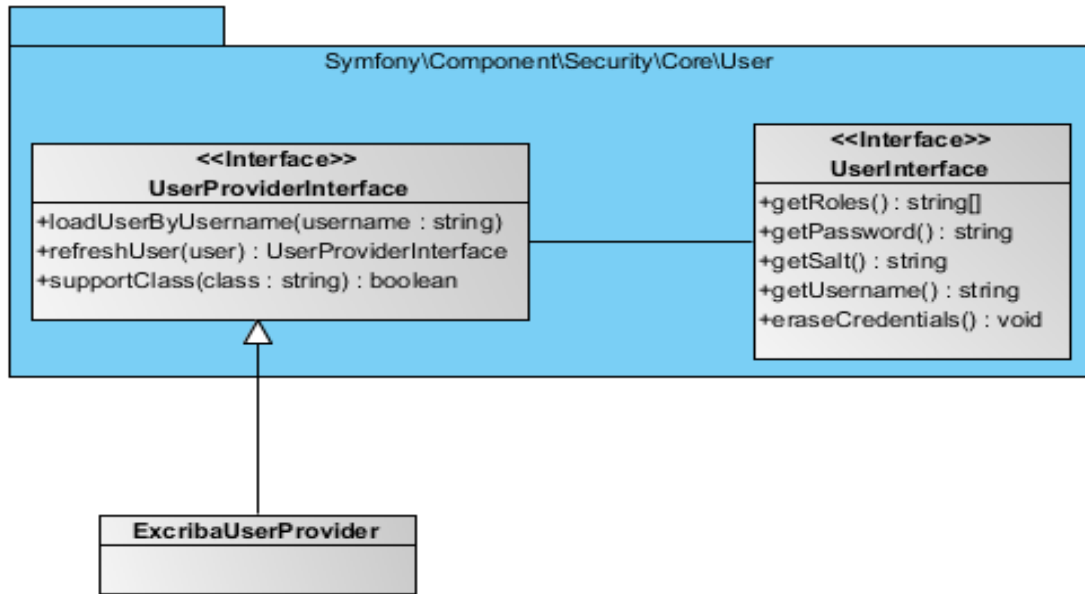 Symfony\Component\Security\Core\User
<<Interface>>
UserProviderInterface
+loadUserByUsername(username : string)
+refreshUser(user) : UserProviderInterface
+supportClass(class : string) : boolean
<<Interface>>
UserInterface
+getRoles() : string[]
+getPassword() : string
+getSalt() : string
+getUsername() : string
+eraseCredentials() : void
ExcribaUserProvider